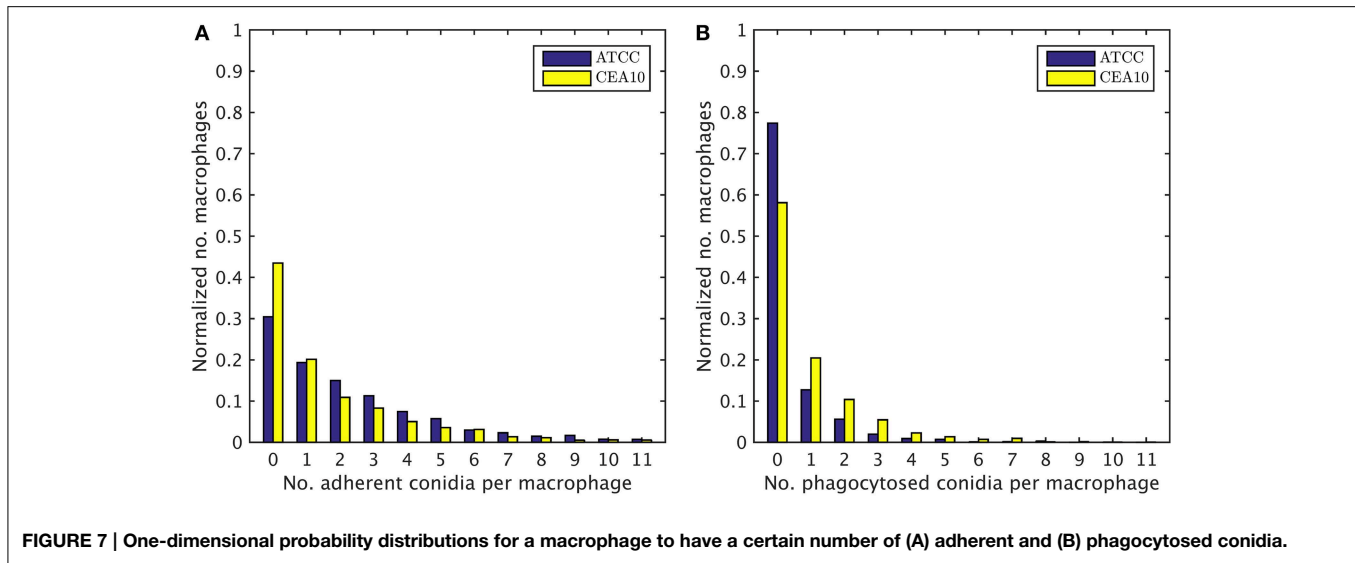 A
B
1
0.9
0.8
0.7
0.6
0.5
0.4
0.3
0.2
0.1
0
Normalized no. macrophages
ATCC
CEA10
0 1 2 3 4 5 6 7 8 9 10 11
No. adherent conidia per macrophage
1
0.9
0.8
0.7
0.6
0.5
0.4
0.3
0.2
0.1
0
Normalized no. macrophages
ATCC
CEA10
0 1 2 3 4 5 6 7 8 9 10 11
No. phagocytosed conidia per macrophage
FIGURE 7 | One-dimensional probability distributions for a macrophage to have a certain number of (A) adherent and (B) phagocytosed conidia.